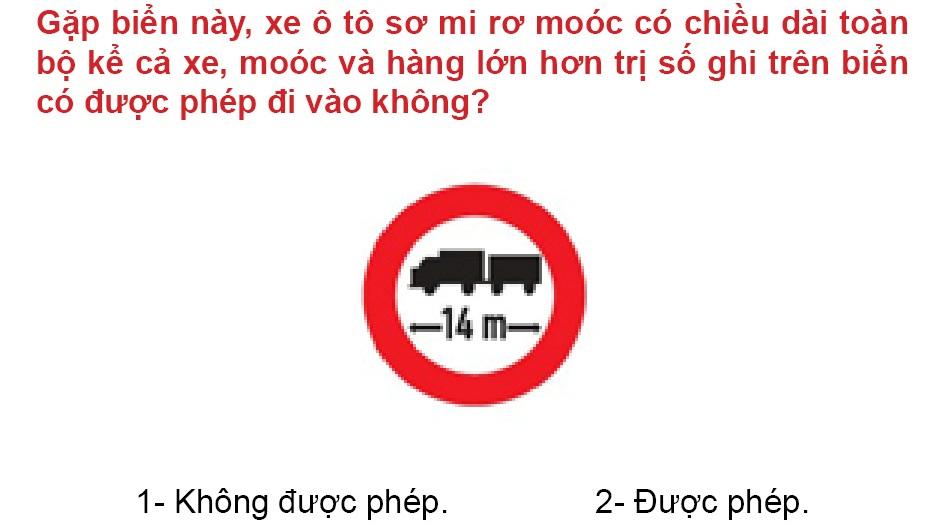 Gặp biển này, xe ô tô sơ mi rơ moóc có chiều dài toàn
bộ kể cả xe, moóc và hàng lớn hơn trị số ghi trên biển
có được phép đi vào không?
14 m
1- Không được phép. 2- Được phép.